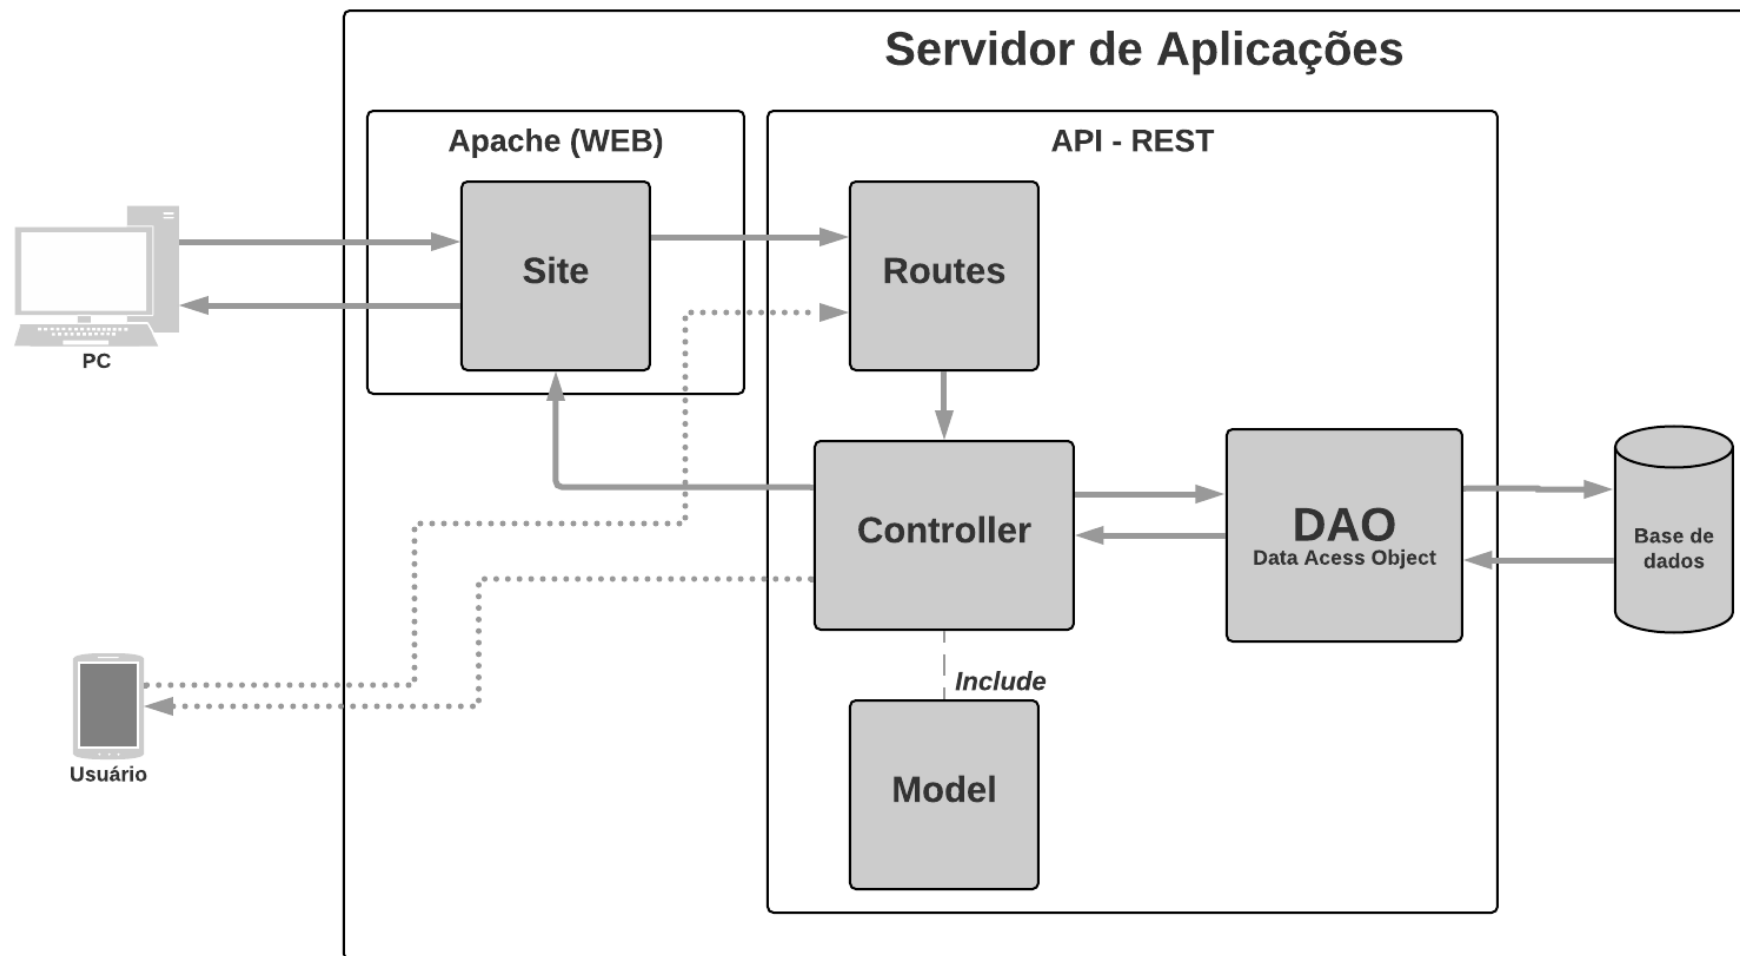 Servidor de Aplicações
Apache (WEB)
API - REST
Site
Routes
PC
Controller
DAO
Data Acess Object
Base de
dados
Include
Usuário
Model